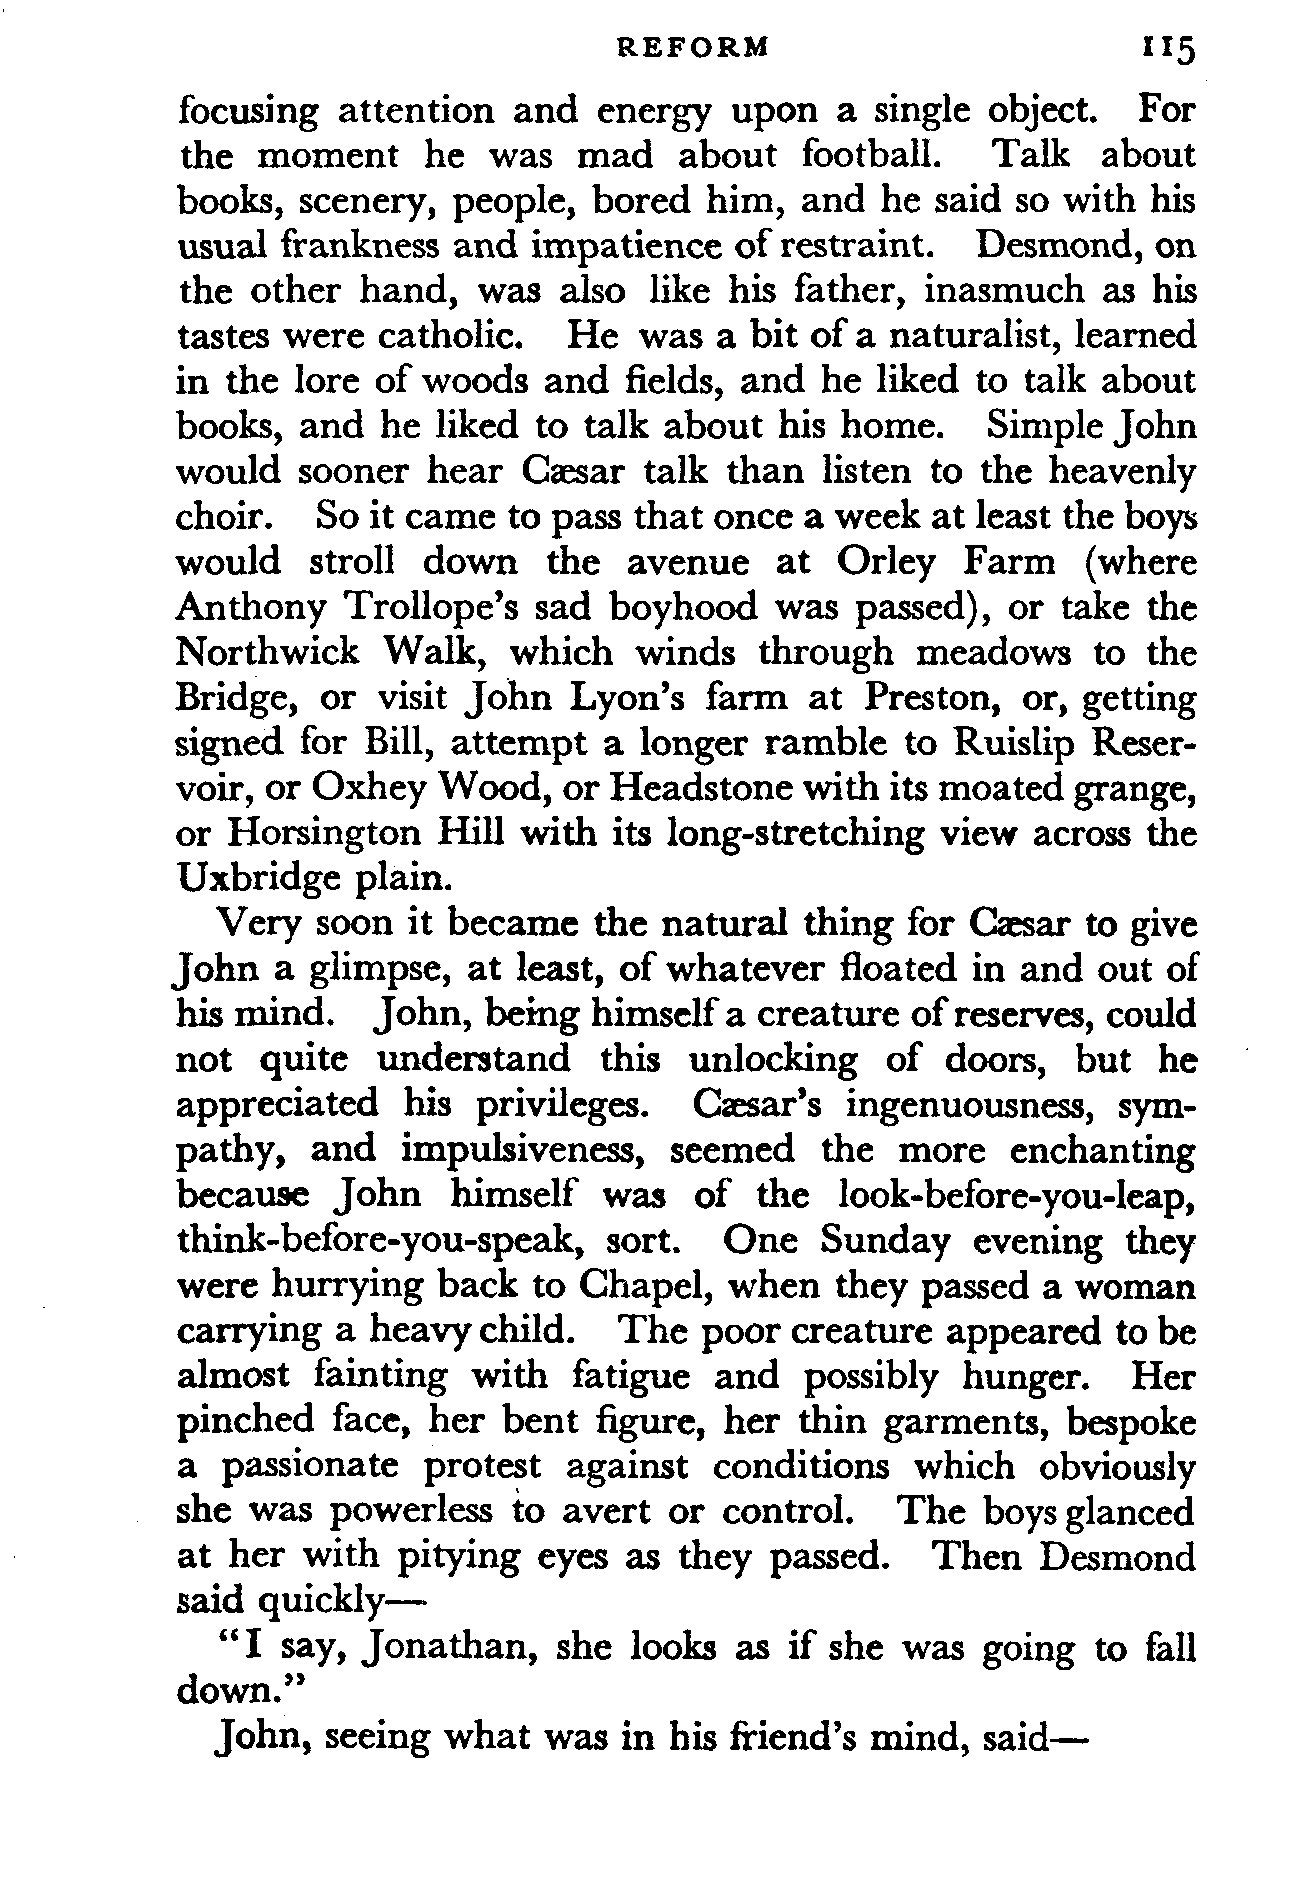 REFORM 115
focusing attention and energy upon a single object. For
the moment he was mad about football. Talk about
books, scenery, people, bored him, and he said so with his
usual frankness and impatience of restraint. Desmond, on
the other hand, was also like his father, inasmuch as his
tastes were catholic. He was a bit of a naturalist, learned
in the lore of woods and fields, and he liked to talk about
books, and he liked to talk about his home. Simple John
would sooner hear Cæsar talk than listen to the heavenly
choir. So it came to pass that once a week at least the boys
would stroll down the avenue at Orley Farm (where
Anthony Trollope's sad boyhood was passed), or take the
Northwick Walk, which winds through meadows to the
Bridge, or visit John Lyon's farm at Preston, or, getting
signed for Bill, attempt a longer ramble to Ruislip Reser-
voir, or Oxhey Wood, or Headstone with its moated grange,
or Horsington Hill with its long-stretching view across the
Uxbridge plain.
Very soon it became the natural thing for Cæsar to give
John a glimpse, at least, of whatever floated in and out of
his mind. John, being himself a creature of reserves, could
not quite understand this unlocking of doors, but he
appreciated his privileges. Cæsar's ingenuousness, sym-
pathy, and impulsiveness, seemed the more enchanting
because John himself was of the look-before-you-leap,
think-before-you-speak, sort. One Sunday evening they
were hurrying back to Chapel, when they passed a woman
carrying a heavy child. The poor creature appeared to be
almost fainting with fatigue and possibly hunger. Her
pinched face, her bent figure, her thin garments, bespoke
a passionate protest against conditions which obviously
she was powerless to avert or control. The boys glanced
at her with pitying eyes as they passed. Then Desmond
said quickly—
"I say, Jonathan, she looks as if she was going to fall
down."
John, seeing what was in his friend's mind, said—